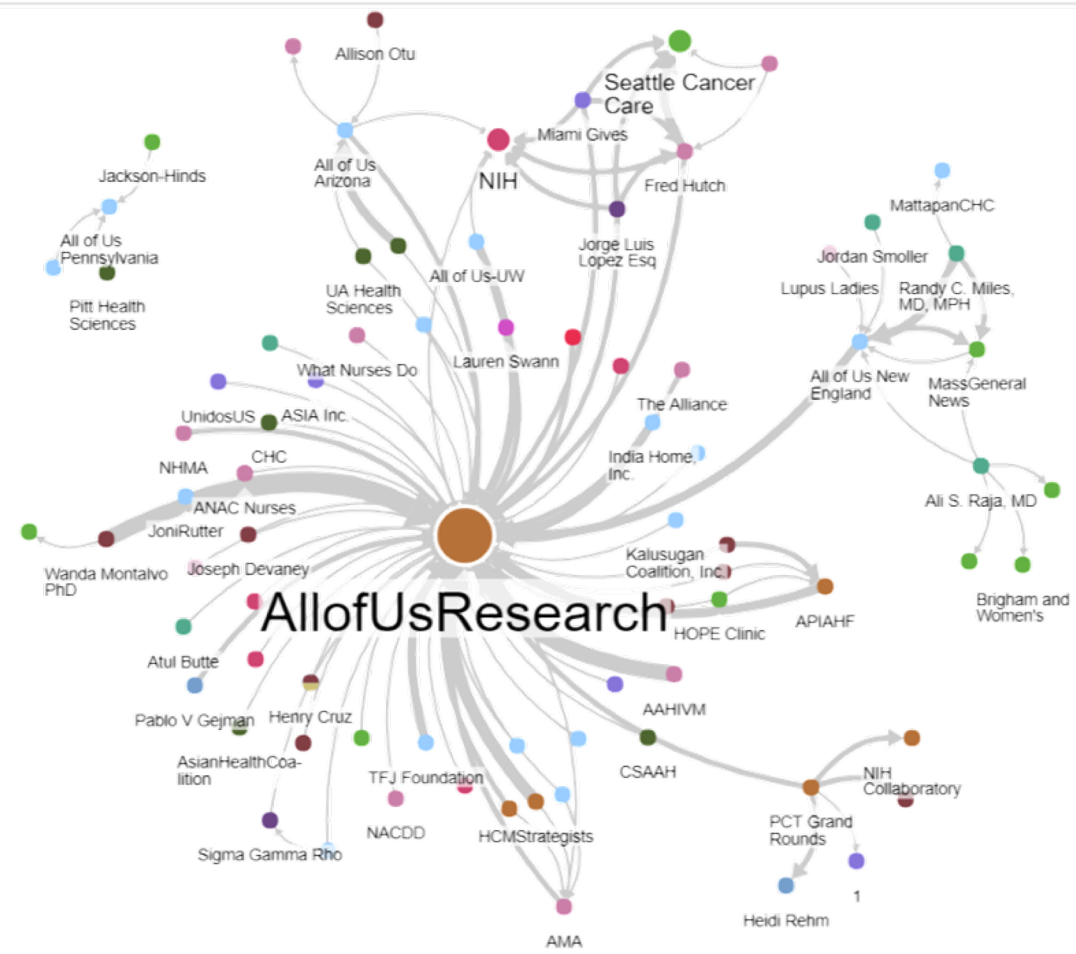 Allison Otu
Seattle Cancer
Care
Miami Gives
Jackson-Hinds
All of Us
Arizona
NIH
Fred Hutch
MattapanCHC
All of Us
Pennsylvania
Jorge Luis
Lopez Esq
Jordan Smoller
All of Us-UW
Lupus Ladies
Randy C. Miles,
MD, MPH
UA Health
Sciences
Pitt Health
Sciences
Lauren Swann
What Nurses Do
All of Us New
England
MassGeneral
News
The Alliance
UnidosUS
ASIA Inc.
CHC
NHMA
India Home,
Inc.
ANAC Nurses
Ali S. Raja, MD
JoniRutter
Joseph Devaney
Wanda Montalvo
PhD
Kalusugan
Coalition, Inc.
Brigham and
Women's
AllofUsResearch
HOPE Clinic
APIAHF
Atul Butte
AAHIVM
Pablo V Gejman
Henry Cruz
AsianHealthCoa-
lition
TFJ Foundation
CSAAH
NIH
Collaboratory
NACDD
HCMStrategists
PCT Grand
Rounds
Sigma Gamma Rho
1
Heidi Rehm
AMA